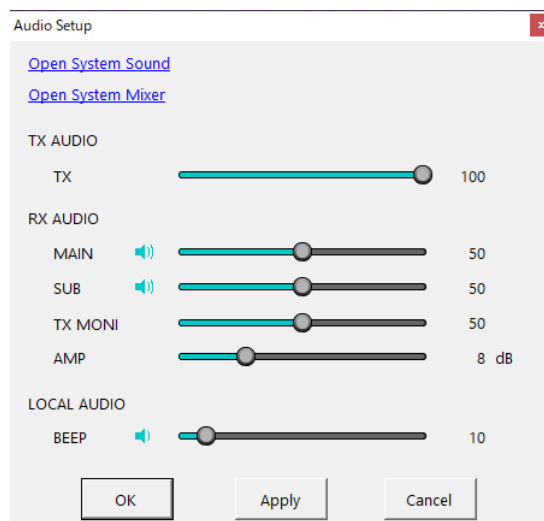 Audio Setup
Open System Sound
Open System Mixer
TX AUDIO
TX 100
RX AUDIO
MAIN 50
SUB 50
TX MONI 50
AMP 8 dB
LOCAL AUDIO
BEEP 10
OK Apply Cancel